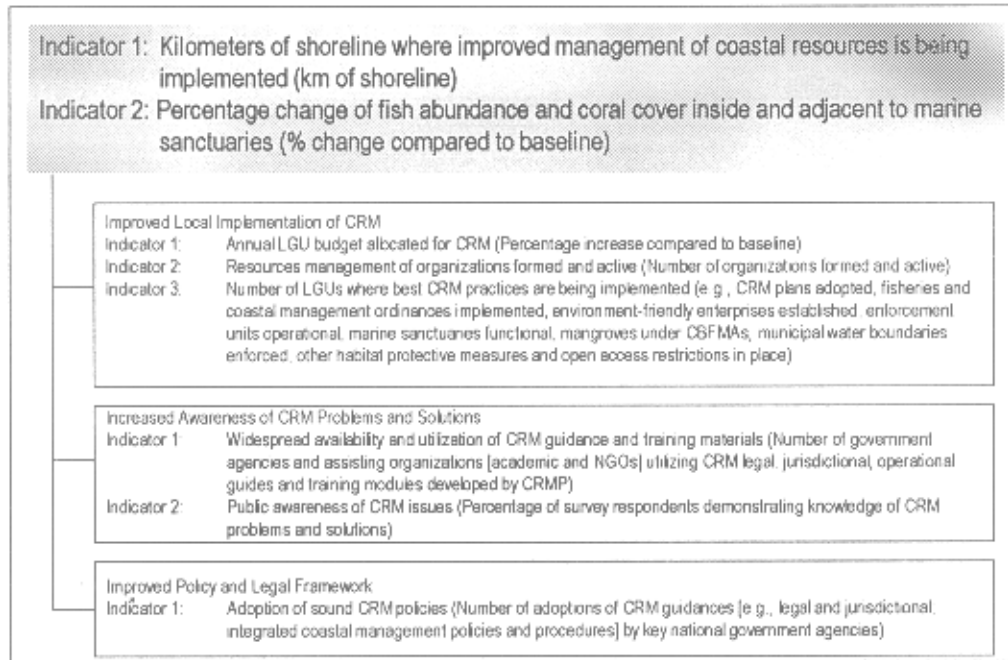 Indicator 1: Kilometers of shoreline where improved management of coastal resources is being
implemented (km of shoreline)
Indicator 2: Percentage change of fish abundance and coral cover inside and adjacent to marine
sanctuaries (% change compared to baseline)
Improved Local Implementation of CRM
Indicator 1: Annual LGU budget allocated for CRM (Percentage increase compared to baseline)
Indicator 2: Resources management of organizations formed and active (Number of organizations formed and active)
Indicator 3. Number of LGUs where best CRM practices are being implemented (e.g., CRM plans adopted, fisheries and
coastal management ordinances implemented, environment-friendly enterprises established, enforcement
units operational, marine sanctuaries functional, mangroves under CBFMAs, municipal water boundaries
enforced, other habitat protective measures and open access restrictions in place)
Increased Awareness of CRM Problems and Solutions
Indicator 1: Widespread availability and utilization of CRM guidance and training materials (Number of government
agencies and assisting organizations [academic and NGOs] utilizing CRM legal, jurisdictional, operational
guides and training modules developed by CRMP)
Indicator 2: Public awareness of CRM issues (Percentage of survey respondents demonstrating knowledge of CRM
problems and solutions)
Improved Policy and Legal Framework
Indicator 1: Adoption of sound CRM policies (Number of adoptions of CRM guidances [e.g., legal and jurisdictional,
integrated coastal management policies and procedures] by key national government agencies)